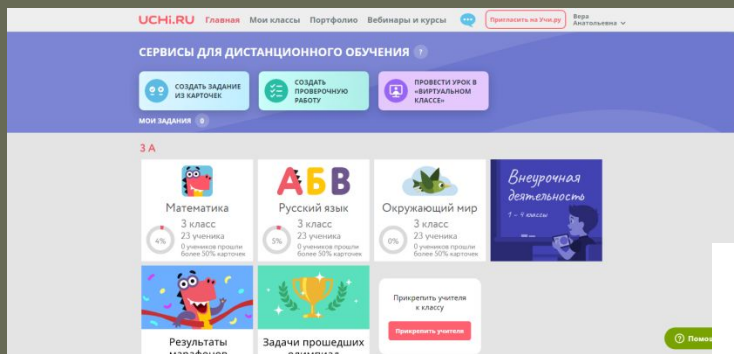 UCHi.RU Главная Мои классы Портфолио Вебинары и курсы Пригласить на Учи.ру Вера Анатольевна
СЕРВИСЫ ДЛЯ ДИСТАНЦИОННОГО ОБУЧЕНИЯ ?
СОЗДАТЬ ЗАДАНИЕ
ИЗ КАРТОЧЕК
СОЗДАТЬ
ПРОВЕРОЧНУЮ
РАБОТУ
ПРОВЕСТИ УРОК В
«ВИРТУАЛЬНОМ
КЛАССЕ»
МОИ ЗАДАНИЯ 0
3 А
Математика
3 класс
4%
23 ученика
0 учеников прошли
более 50% карточек
АБВ
Русский язык
3 класс
5%
23 ученика
0 учеников прошли
более 50% карточек
Окружающий мир
3 класс
0%
23 ученика
0 учеников прошли
более 50% карточек
Внеурочная
деятельность
1 – 4 классы
Результаты
марафонов
Задачи прошедших
олимпиад
Прикрепить учителя
к классу
Прикрепить учителя
? Помощ